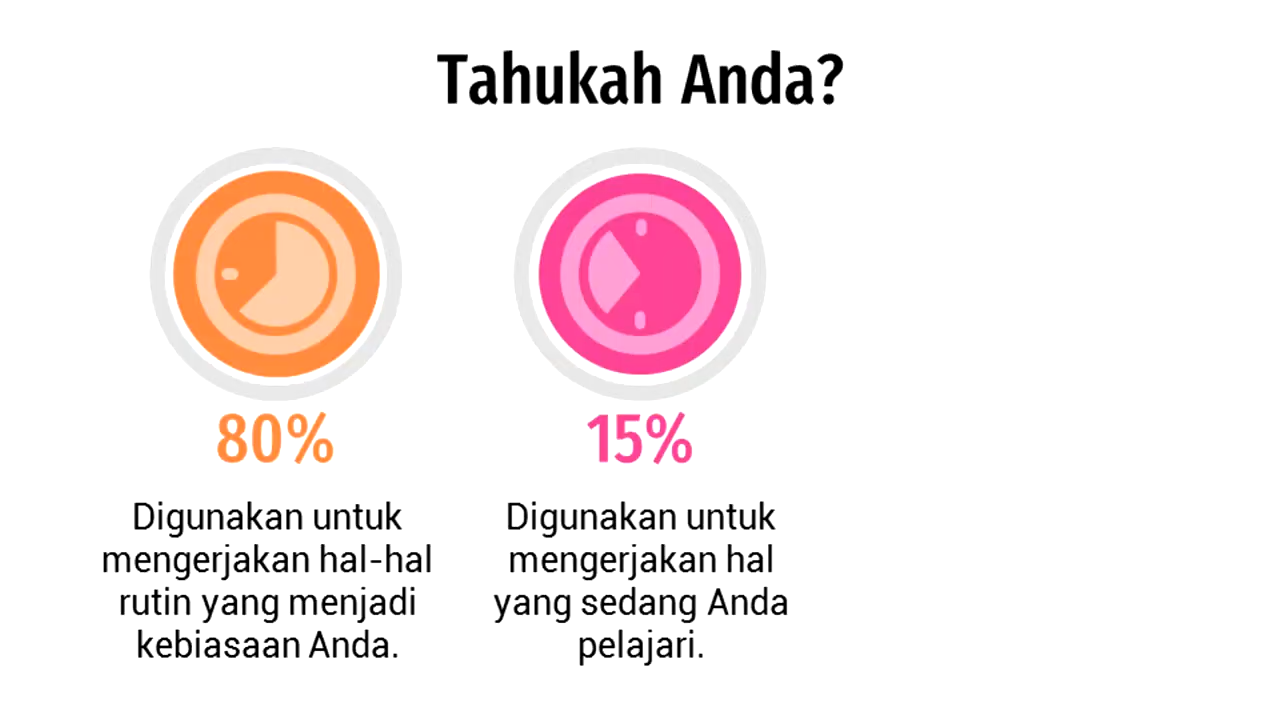 Tahukah Anda?
80%
Digunakan untuk
mengerjakan hal-hal
rutin yang menjadi
kebiasaan Anda.
15%
Digunakan untuk
mengerjakan hal
yang sedang Anda
pelajari.